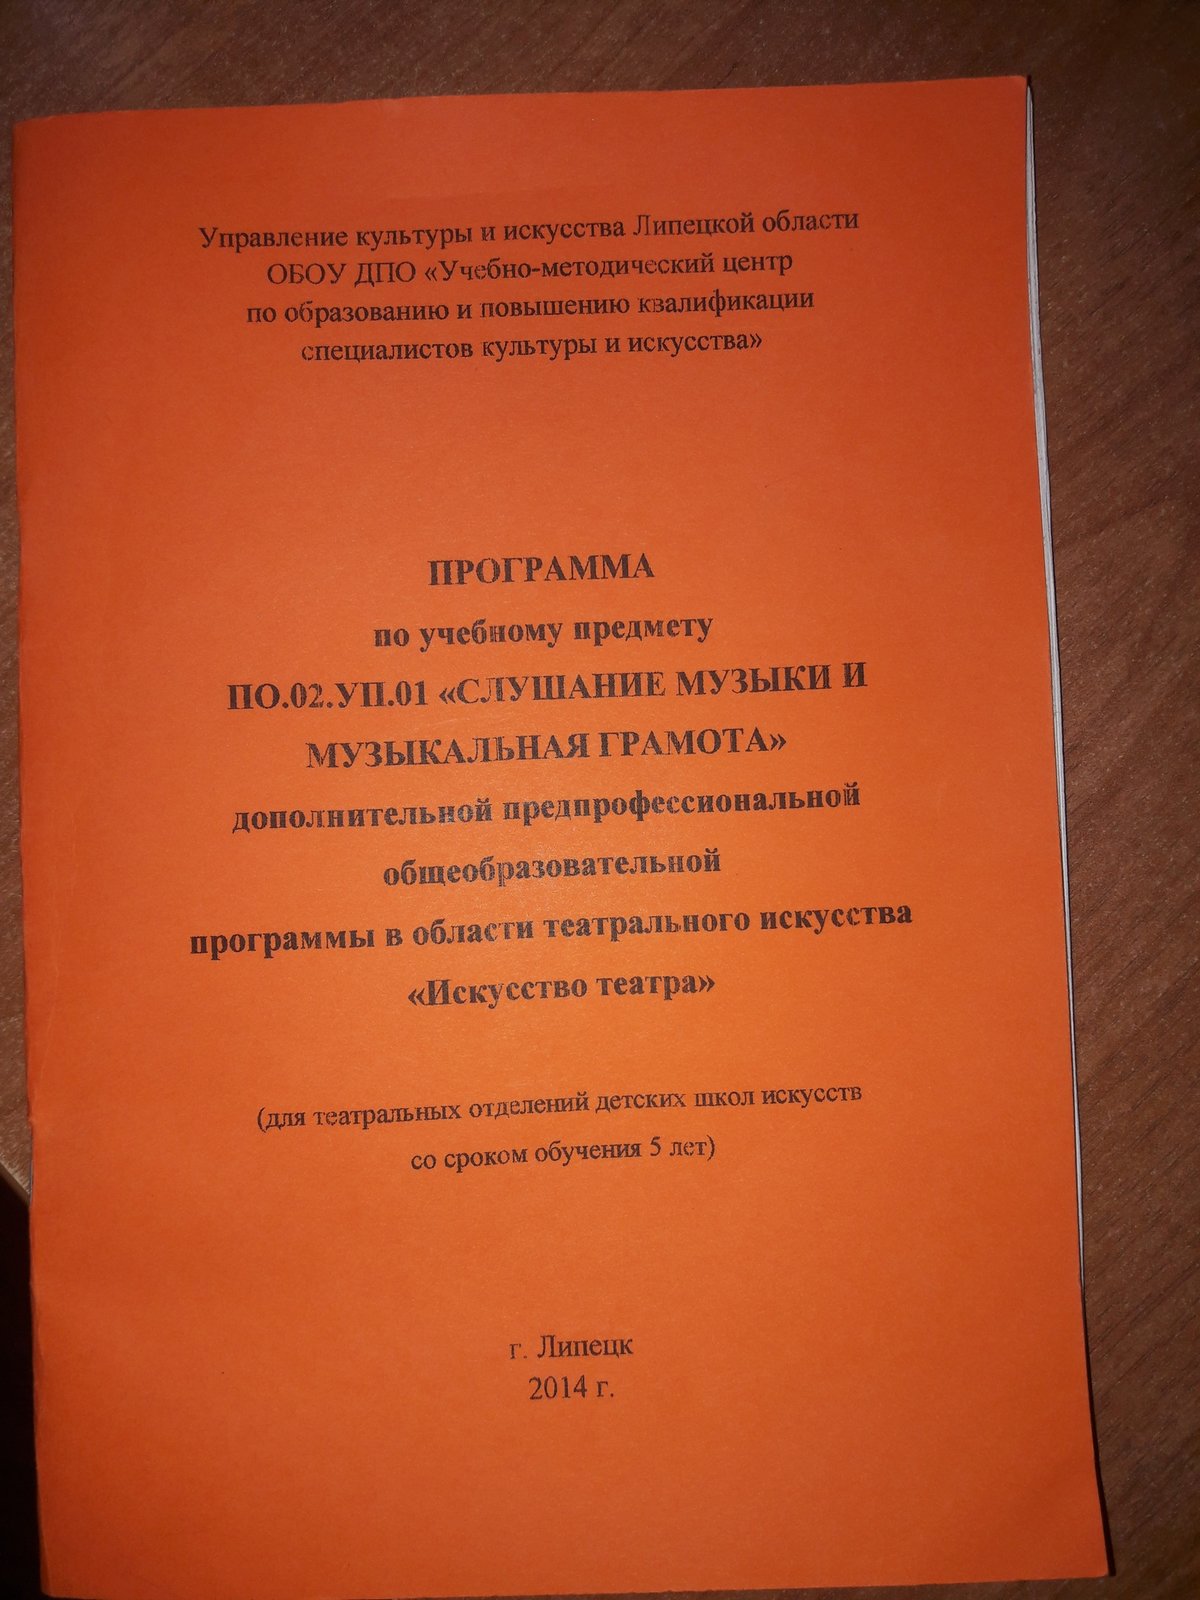 Управление культуры и искусства Липецкой области
ОБОУ ДПО «Учебно-методический центр
по образованию и повышению квалификации
специалистов культуры и искусства»
ПРОГРАММА
по учебному предмету
ПО.02.УП.01 «СЛУШАНИЕ МУЗЫКИ И
МУЗЫКАЛЬНАЯ ГРАМОТА»
дополнительной предпрофессиональной
общеобразовательной
программы в области театрального искусства
«Искусство театра»
(для театральных отделений детских школ искусств
со сроком обучения 5 лет)
г. Липецк
2014 г.